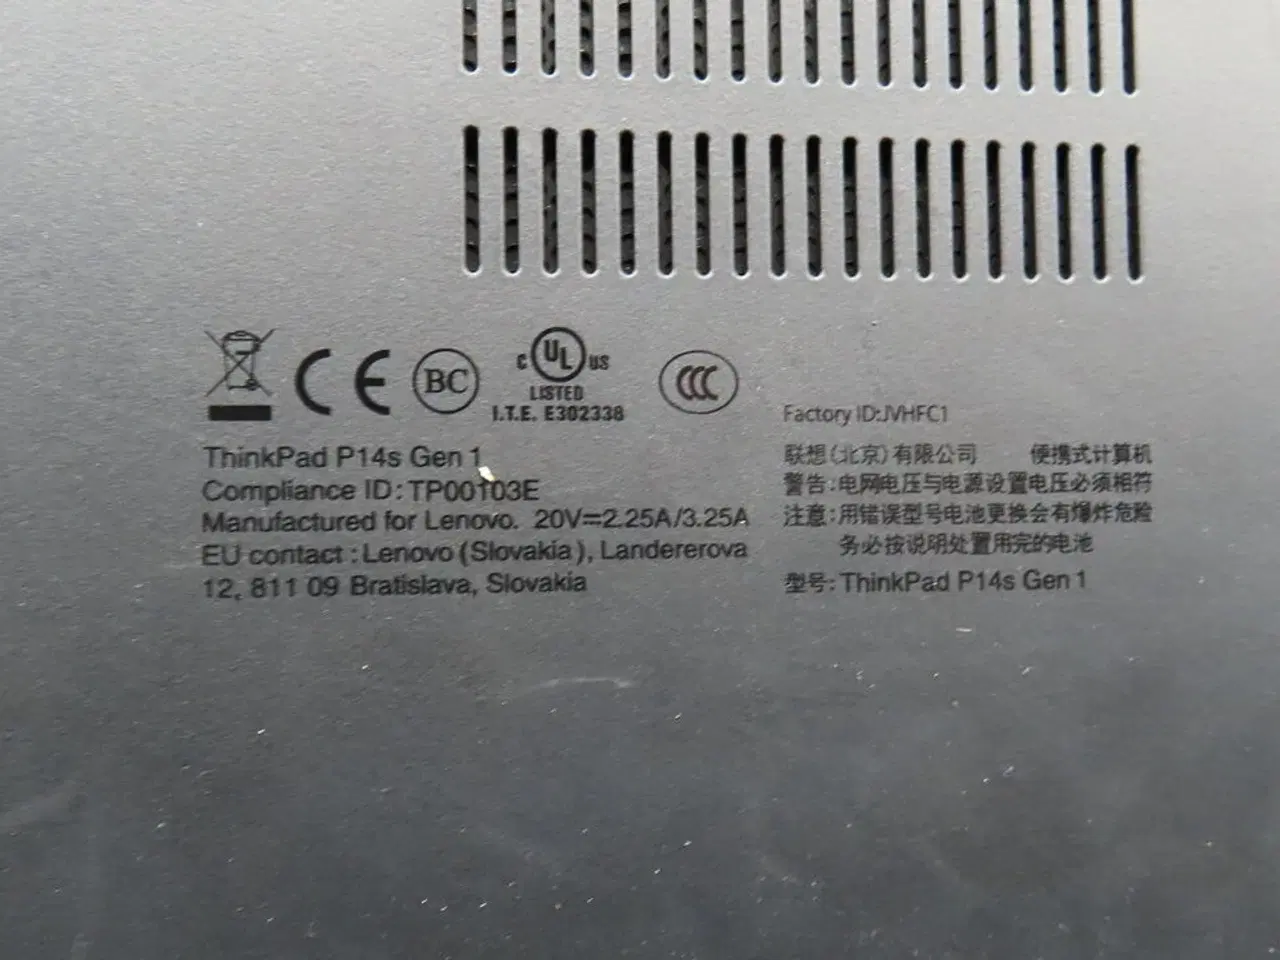 BC
c UL us
LISTED
I.T.E. E302338
CCC
ThinkPad P14s Gen 1
Compliance ID: TP00103E
Manufactured for Lenovo. 20V=2.25A/3.25A
EU contact : Lenovo (Slovakia), Landererova
12, 811 09 Bratislava, Slovakia
Factory ID:JVHFC1
联想(北京)有限公司 便携式计算机
警告:电网电压与电源设置电压必须相符
注意:用错误型号电池更换会有爆炸危险
务必按说明处置用完的电池
型号: ThinkPad P14s Gen 1